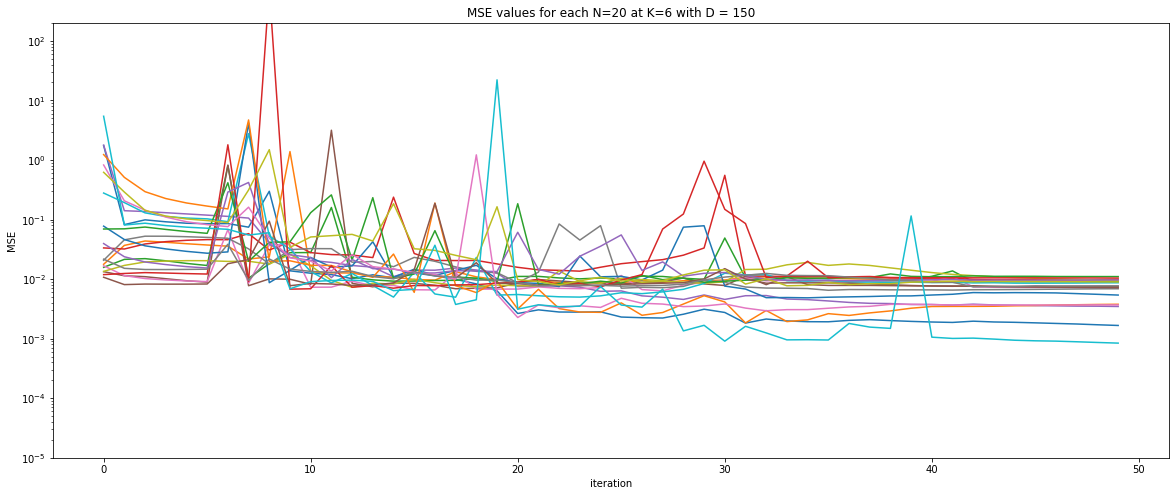 MSE values for each N=20 at K=6 with D = 150
10²
10¹
10⁰
10⁻¹
10⁻²
10⁻³
10⁻⁴
10⁻⁵
MSE
0 10 20 30 40 50
iteration